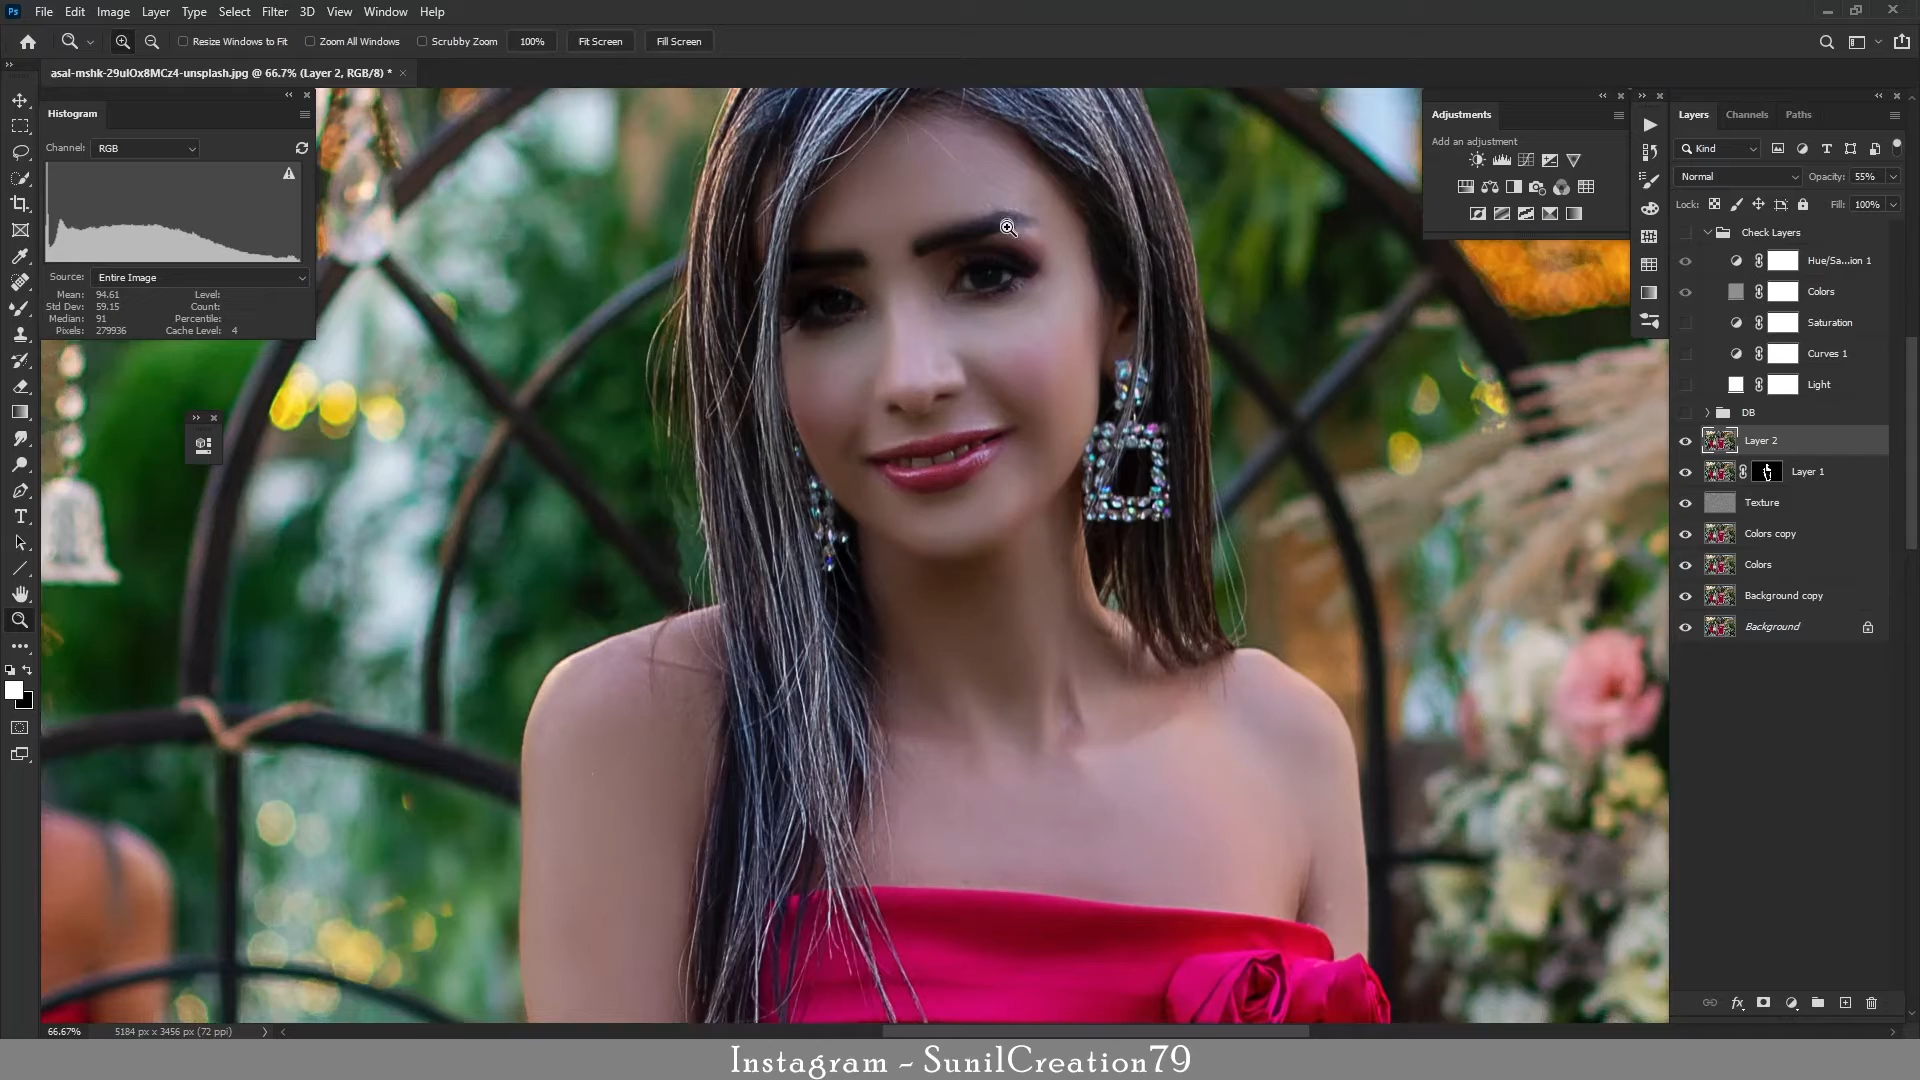 Ps File Edit Image Layer Type Select Filter 3D View Window Help
Resize Windows to Fit Zoom All Windows Scrubby Zoom 100% Fit Screen Fill Screen
asal-mshk-29ulOx8MCz4-unsplash.jpg @ 66.7% (Layer 2, RGB/8) *
Histogram
Channel: RGB
Source: Entire Image
Mean: 94.61 Level:
Std Dev: 59.15 Count:
Median: 91 Percentile:
Pixels: 279936 Cache Level: 4
Adjustments
Add an adjustment
Layers Channels Paths
Kind
Normal Opacity: 55%
Lock: Fill: 100%
Check Layers
Hue/Sa...ion 1
Colors
Saturation
Curves 1
Light
DB
Layer 2
Layer 1
Texture
Colors copy
Colors
Background copy
Background
fx
66.67% 5184 px x 3456 px (72 ppi)
Instagram - SunilCreation79